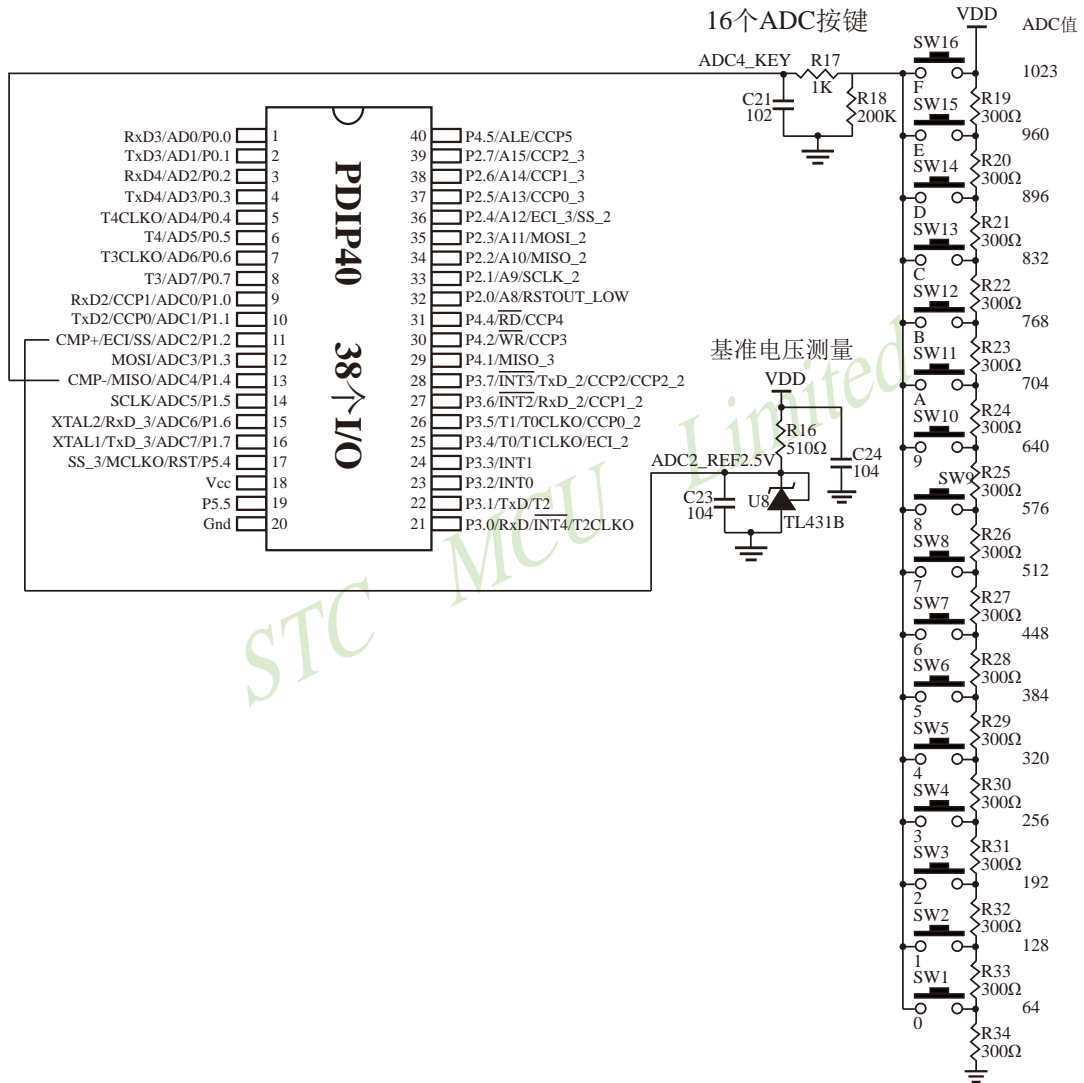 16个ADC按键
VDD
ADC值
ADC4_KEY
R17
1K
C21
102
R18
200K
SW16
F
1023
R19
300Ω
SW15
E
960
R20
300Ω
SW14
D
896
R21
300Ω
SW13
C
832
R22
300Ω
SW12
B
768
R23
300Ω
SW11
A
704
R24
300Ω
SW10
9
640
R25
300Ω
SW9
8
576
R26
300Ω
SW8
7
512
R27
300Ω
SW7
6
448
R28
300Ω
SW6
5
384
R29
300Ω
SW5
4
320
R30
300Ω
SW4
3
256
R31
300Ω
SW3
2
192
R32
300Ω
SW2
1
128
R33
300Ω
SW1
0
64
R34
300Ω
PDIP40 38个I/O
RxD3/AD0/P0.0 1
TxD3/AD1/P0.1 2
RxD4/AD2/P0.2 3
TxD4/AD3/P0.3 4
T4CLKO/AD4/P0.4 5
T4/AD5/P0.5 6
T3CLKO/AD6/P0.6 7
T3/AD7/P0.7 8
RxD2/CCP1/ADC0/P1.0 9
TxD2/CCP0/ADC1/P1.1 10
CMP+/ECI/SS/ADC2/P1.2 11
MOSI/ADC3/P1.3 12
CMP-/MISO/ADC4/P1.4 13
SCLK/ADC5/P1.5 14
XTAL2/RxD_3/ADC6/P1.6 15
XTAL1/TxD_3/ADC7/P1.7 16
SS_3/MCLKO/RST/P5.4 17
Vcc 18
P5.5 19
Gnd 20
40 P4.5/ALE/CCP5
39 P2.7/A15/CCP2_3
38 P2.6/A14/CCP1_3
37 P2.5/A13/CCP0_3
36 P2.4/A12/ECI_3/SS_2
35 P2.3/A11/MOSI_2
34 P2.2/A10/MISO_2
33 P2.1/A9/SCLK_2
32 P2.0/A8/RSTOUT_LOW
31 P4.4/RD/CCP4
30 P4.2/WR/CCP3
29 P4.1/MISO_3
28 P3.7/INT3/TxD_2/CCP2/CCP2_2
27 P3.6/INT2/RxD_2/CCP1_2
26 P3.5/T1/T0CLKO/CCP0_2
25 P3.4/T0/T1CLKO/ECI_2
24 P3.3/INT1
23 P3.2/INT0
22 P3.1/TxD/T2
21 P3.0/RxD/INT4/T2CLKO
基准电压测量
VDD
R16
510Ω
ADC2_REF2.5V
C24
104
C23
104
U8
TL431B
STC MCU Limited